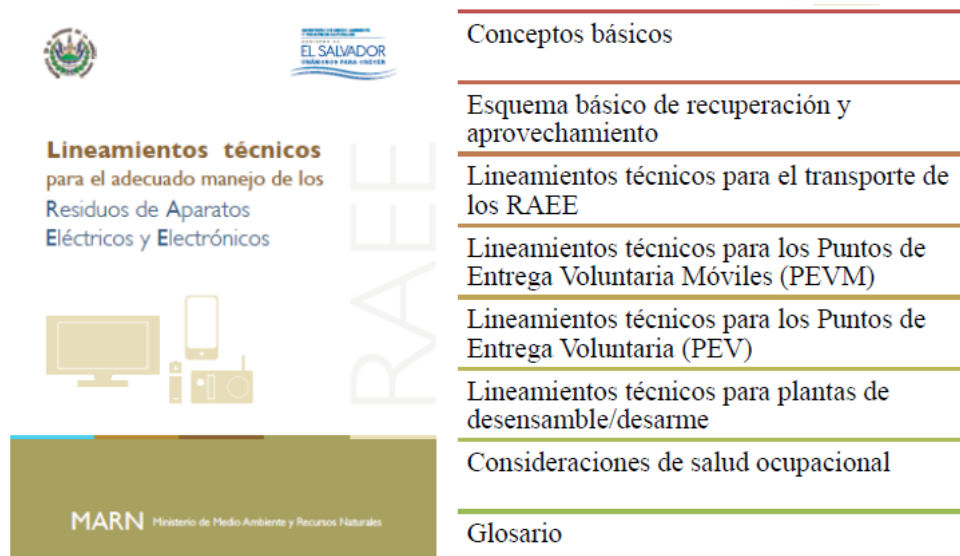 GOBIERNO DE
EL SALVADOR
UNÁMONOS PARA CRECER
Lineamientos técnicos
para el adecuado manejo de los
Residuos de Aparatos
Eléctricos y Electrónicos
RAEE
MARN Ministerio de Medio Ambiente y Recursos Naturales
Conceptos básicos
Esquema básico de recuperación y
aprovechamiento
Lineamientos técnicos para el transporte de
los RAEE
Lineamientos técnicos para los Puntos de
Entrega Voluntaria Móviles (PEVM)
Lineamientos técnicos para los Puntos de
Entrega Voluntaria (PEV)
Lineamientos técnicos para plantas de
desensamble/desarme
Consideraciones de salud ocupacional
Glosario